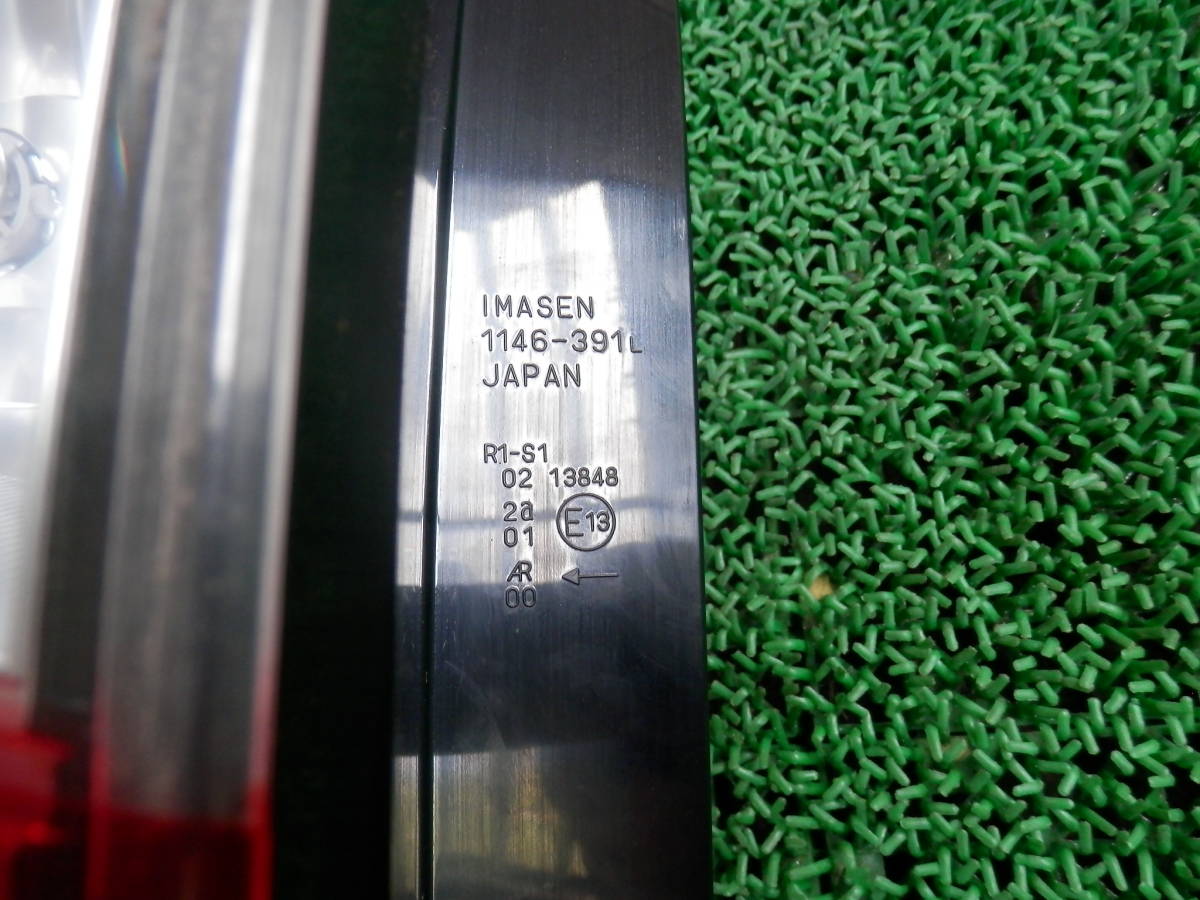 IMASEN
1146-391L
JAPAN
R1-S1
02 13848
2a
01
E13
AR ←
00